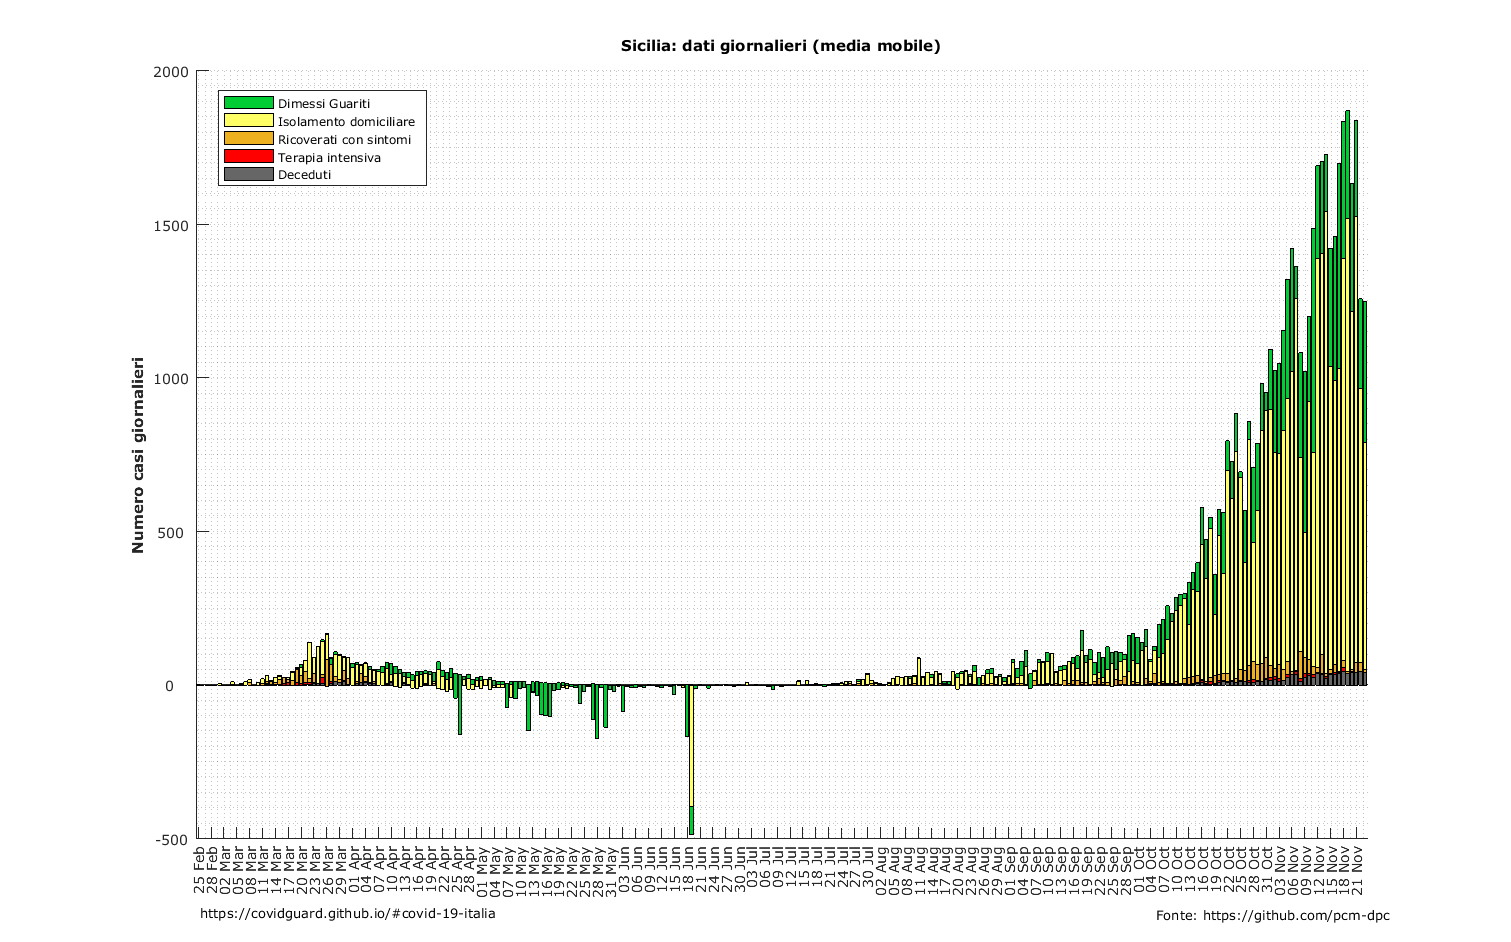 Sicilia: dati giornalieri (media mobile)
2000
1500
1000
500
0
-500
Numero casi giornalieri
Dimessi Guariti
Isolamento domiciliare
Ricoverati con sintomi
Terapia intensiva
Deceduti
25 Feb
28 Feb
02 Mar
05 Mar
08 Mar
11 Mar
14 Mar
17 Mar
20 Mar
23 Mar
26 Mar
29 Mar
01 Apr
04 Apr
07 Apr
10 Apr
13 Apr
16 Apr
19 Apr
22 Apr
25 Apr
28 Apr
01 May
04 May
07 May
10 May
13 May
16 May
19 May
22 May
25 May
28 May
31 May
03 Jun
06 Jun
09 Jun
12 Jun
15 Jun
18 Jun
21 Jun
24 Jun
27 Jun
30 Jun
03 Jul
06 Jul
09 Jul
12 Jul
15 Jul
18 Jul
21 Jul
24 Jul
27 Jul
30 Jul
02 Aug
05 Aug
08 Aug
11 Aug
14 Aug
17 Aug
20 Aug
23 Aug
26 Aug
29 Aug
01 Sep
04 Sep
07 Sep
10 Sep
13 Sep
16 Sep
19 Sep
22 Sep
25 Sep
28 Sep
01 Oct
04 Oct
07 Oct
10 Oct
13 Oct
16 Oct
19 Oct
22 Oct
25 Oct
28 Oct
31 Oct
03 Nov
06 Nov
09 Nov
12 Nov
15 Nov
18 Nov
21 Nov
https://covidguard.github.io/#covid-19-italia
Fonte: https://github.com/pcm-dpc